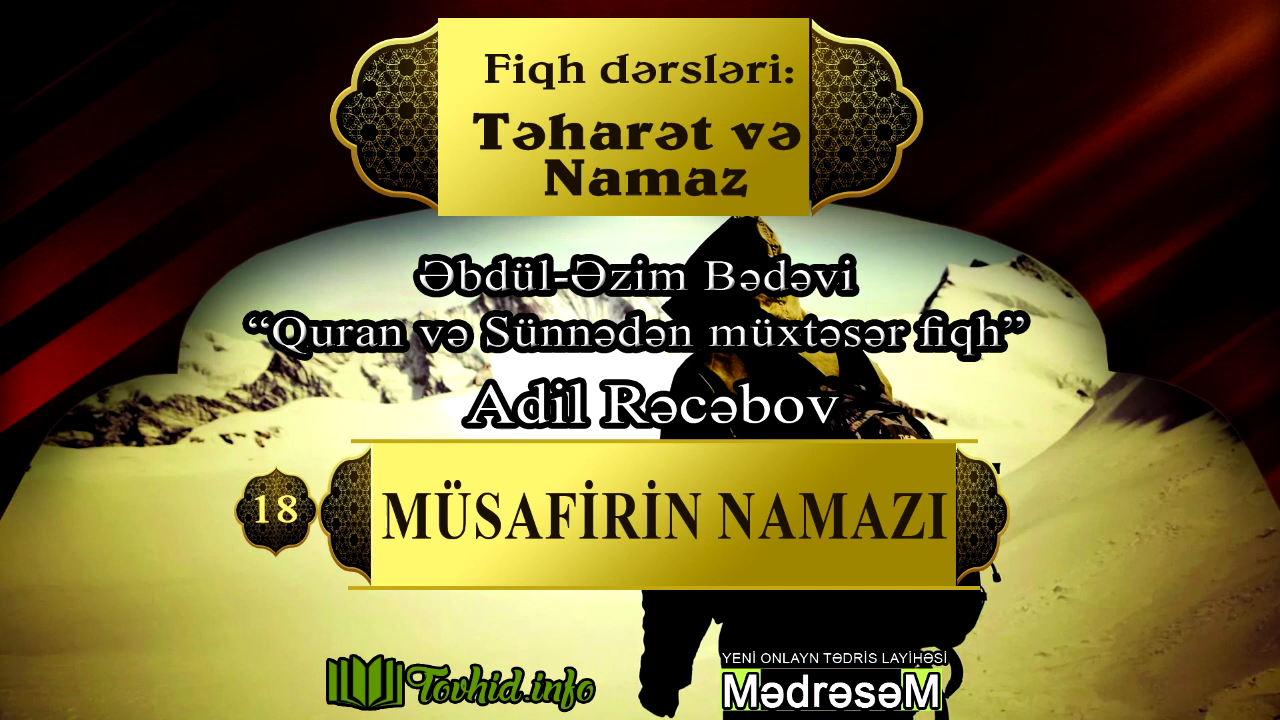 Fiqh dərsləri:
Təharət və
Namaz
Əbdül-Əzim Bədəvi
“Quran və Sünnədən müxtəsər fiqh”
Adil Rəcəbov
18
MÜSAFİRİN NAMAZI
Tovhid.info
YENİ ONLAYN TƏDRİS LAYİHƏSİ
MədrəsəM